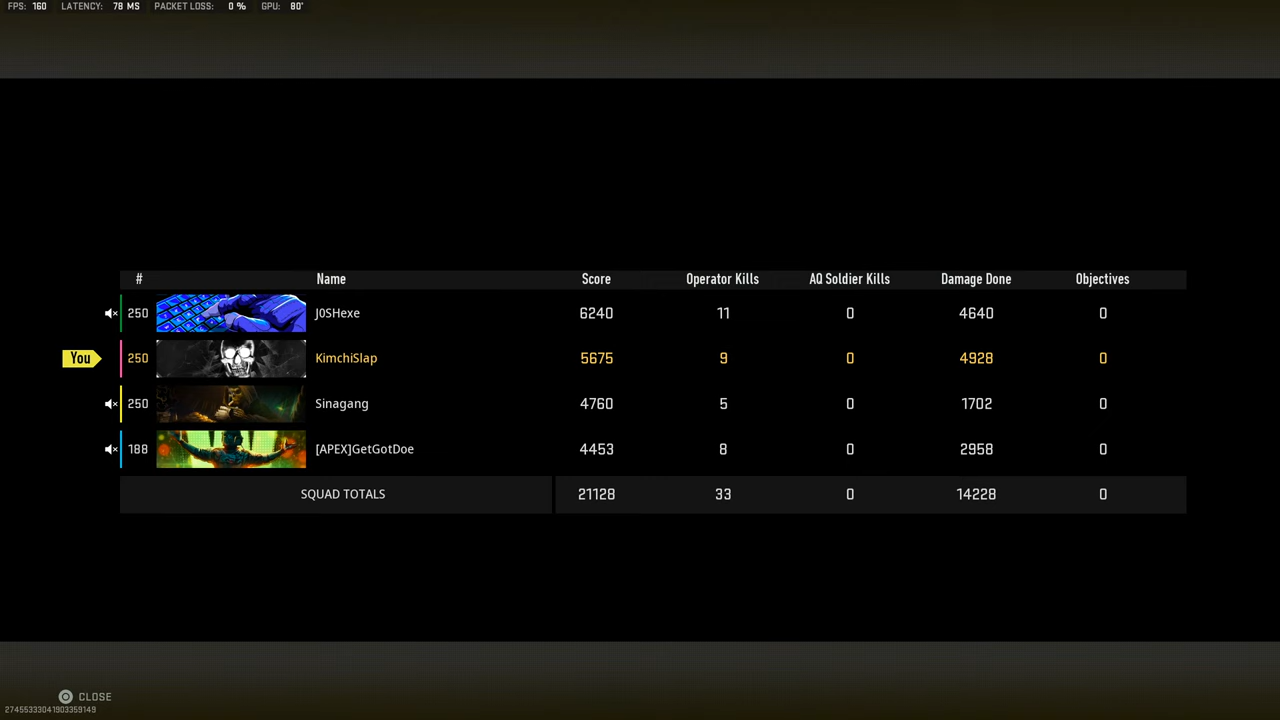 FPS: 160 LATENCY: 78 MS PACKET LOSS: 0 % GPU: 80°
# Name Score Operator Kills AQ Soldier Kills Damage Done Objectives
250 J0SHexe 6240 11 0 4640 0
You 250 KimchiSlap 5675 9 0 4928 0
250 Sinagang 4760 5 0 1702 0
188 [APEX]GetGotDoe 4453 8 0 2958 0
SQUAD TOTALS 21128 33 0 14228 0
CLOSE
27455333041903359149